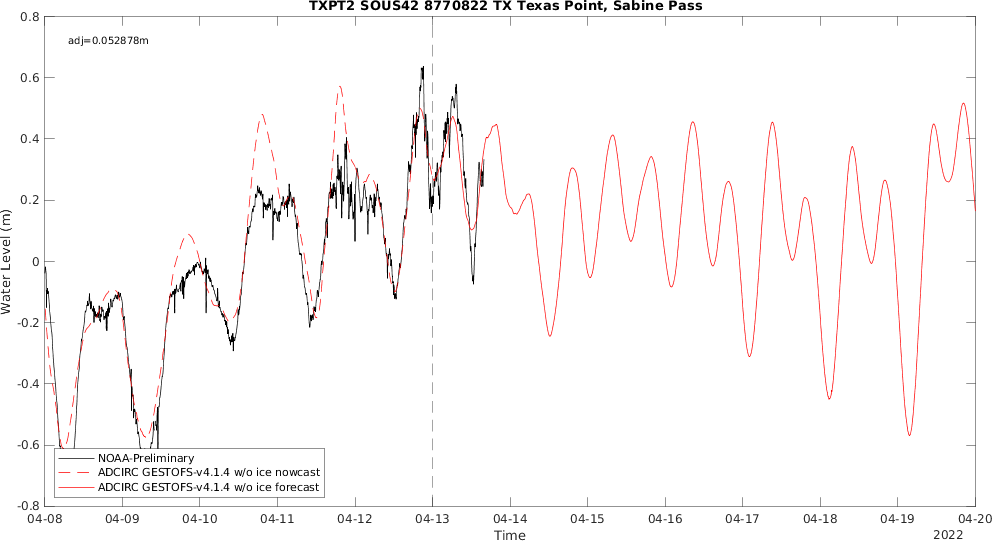 TXPT2 SOUS42 8770822 TX Texas Point, Sabine Pass
adj=0.052878m
Water Level (m)
0.8
0.6
0.4
0.2
0
-0.2
-0.4
-0.6
-0.8
NOAA-Preliminary
ADCIRC GESTOFS-v4.1.4 w/o ice nowcast
ADCIRC GESTOFS-v4.1.4 w/o ice forecast
04-08 04-09 04-10 04-11 04-12 04-13 04-14 04-15 04-16 04-17 04-18 04-19 04-20
Time
2022